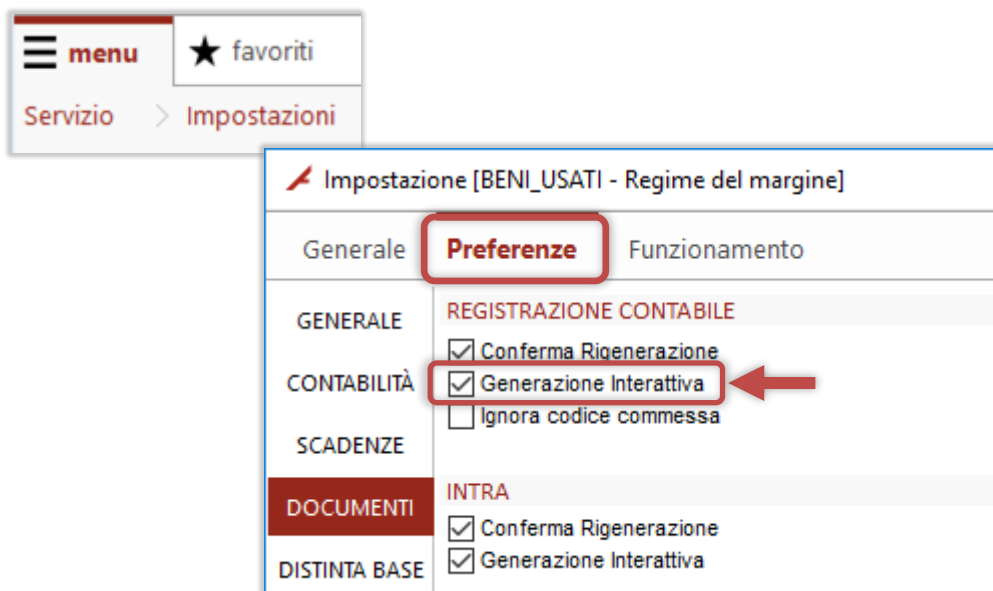 menu
favoriti
Servizio > Impostazioni
Impostazione [BENI_USATI - Regime del margine]
Generale Preferenze Funzionamento
GENERALE
CONTABILITÀ
SCADENZE
DOCUMENTI
DISTINTA BASE
REGISTRAZIONE CONTABILE
Conferma Rigenerazione
Generazione Interattiva
Ignora codice commessa
INTRA
Conferma Rigenerazione
Generazione Interattiva